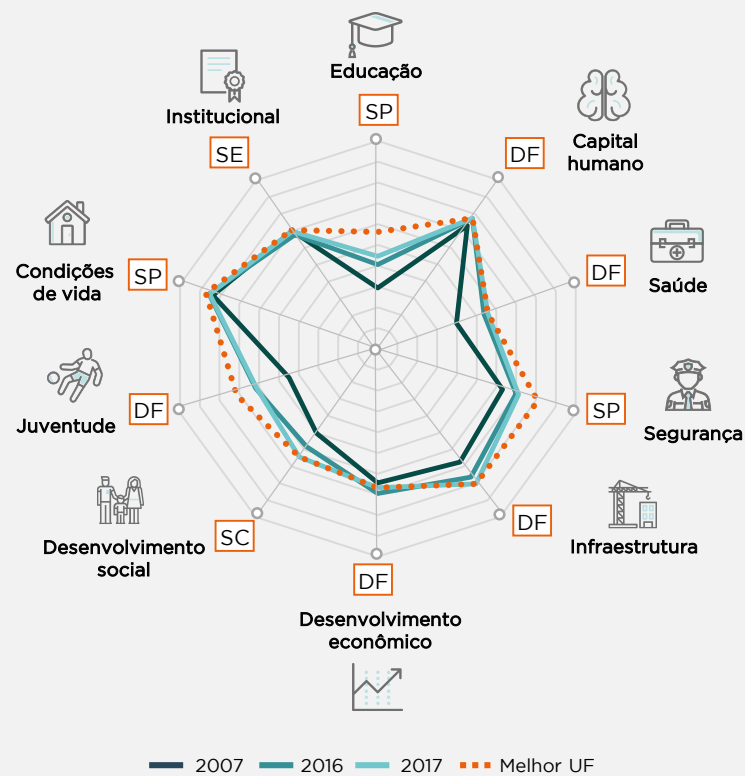 Educação
SP
Institucional
SE
Capital
humano
DF
Condições
de vida
SP
Saúde
DF
Juventude
DF
Segurança
SP
Desenvolvimento
social
SC
Infraestrutura
DF
DF
Desenvolvimento
econômico
2007 2016 2017 Melhor UF